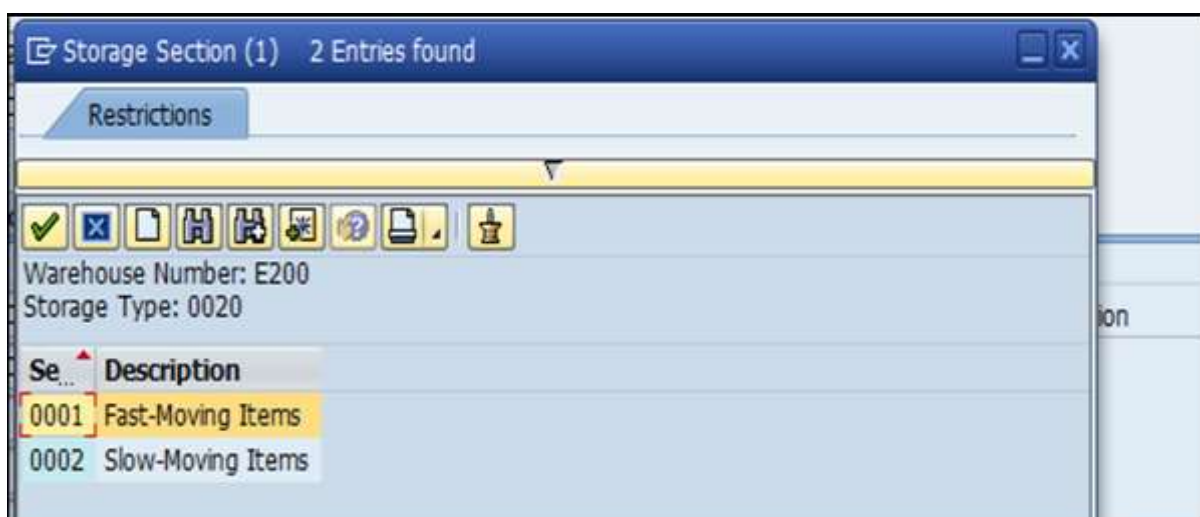 Storage Section (1) 2 Entries found
Restrictions
Warehouse Number: E200
Storage Type: 0020
ion
Se... Description
0001 Fast-Moving Items
0002 Slow-Moving Items